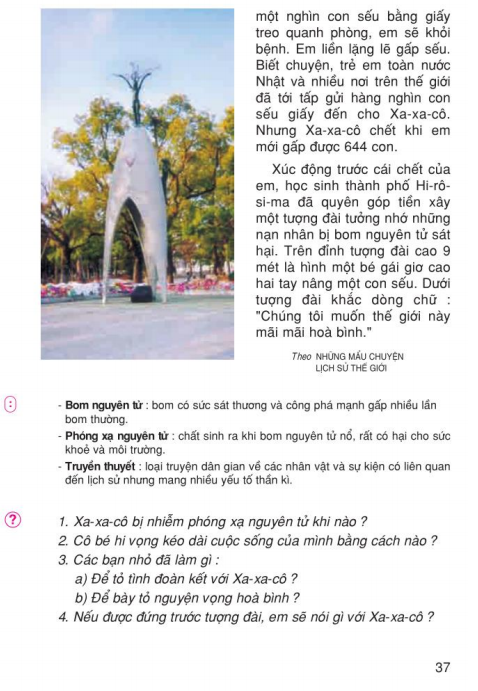 một nghìn con sếu bằng giấy
treo quanh phòng, em sẽ khỏi
bệnh. Em liền lặng lẽ gấp sếu.
Biết chuyện, trẻ em toàn nước
Nhật và nhiều nơi trên thế giới
đã tới tấp gửi hàng nghìn con
sếu giấy đến cho Xa-xa-cô.
Nhưng Xa-xa-cô chết khi em
mới gấp được 644 con.
Xúc động trước cái chết của
em, học sinh thành phố Hi-rô-
si-ma đã quyên góp tiền xây
một tượng đài tưởng nhớ những
nạn nhân bị bom nguyên tử sát
hại. Trên đỉnh tượng đài cao 9
mét là hình một bé gái giơ cao
hai tay nâng một con sếu. Dưới
tượng đài khắc dòng chữ :
"Chúng tôi muốn thế giới này
mãi mãi hoà bình."
Theo NHỮNG MẨU CHUYỆN
LỊCH SỬ THẾ GIỚI
- Bom nguyên tử : bom có sức sát thương và công phá mạnh gấp nhiều lần
bom thường.
- Phóng xạ nguyên tử : chất sinh ra khi bom nguyên tử nổ, rất có hại cho sức
khoẻ và môi trường.
- Truyền thuyết : loại truyện dân gian về các nhân vật và sự kiện có liên quan
đến lịch sử nhưng mang nhiều yếu tố thần kì.
? 1. Xa-xa-cô bị nhiễm phóng xạ nguyên tử khi nào ?
2. Cô bé hi vọng kéo dài cuộc sống của mình bằng cách nào ?
3. Các bạn nhỏ đã làm gì :
a) Để tỏ tình đoàn kết với Xa-xa-cô ?
b) Để bày tỏ nguyện vọng hoà bình ?
4. Nếu được đứng trước tượng đài, em sẽ nói gì với Xa-xa-cô ?
37